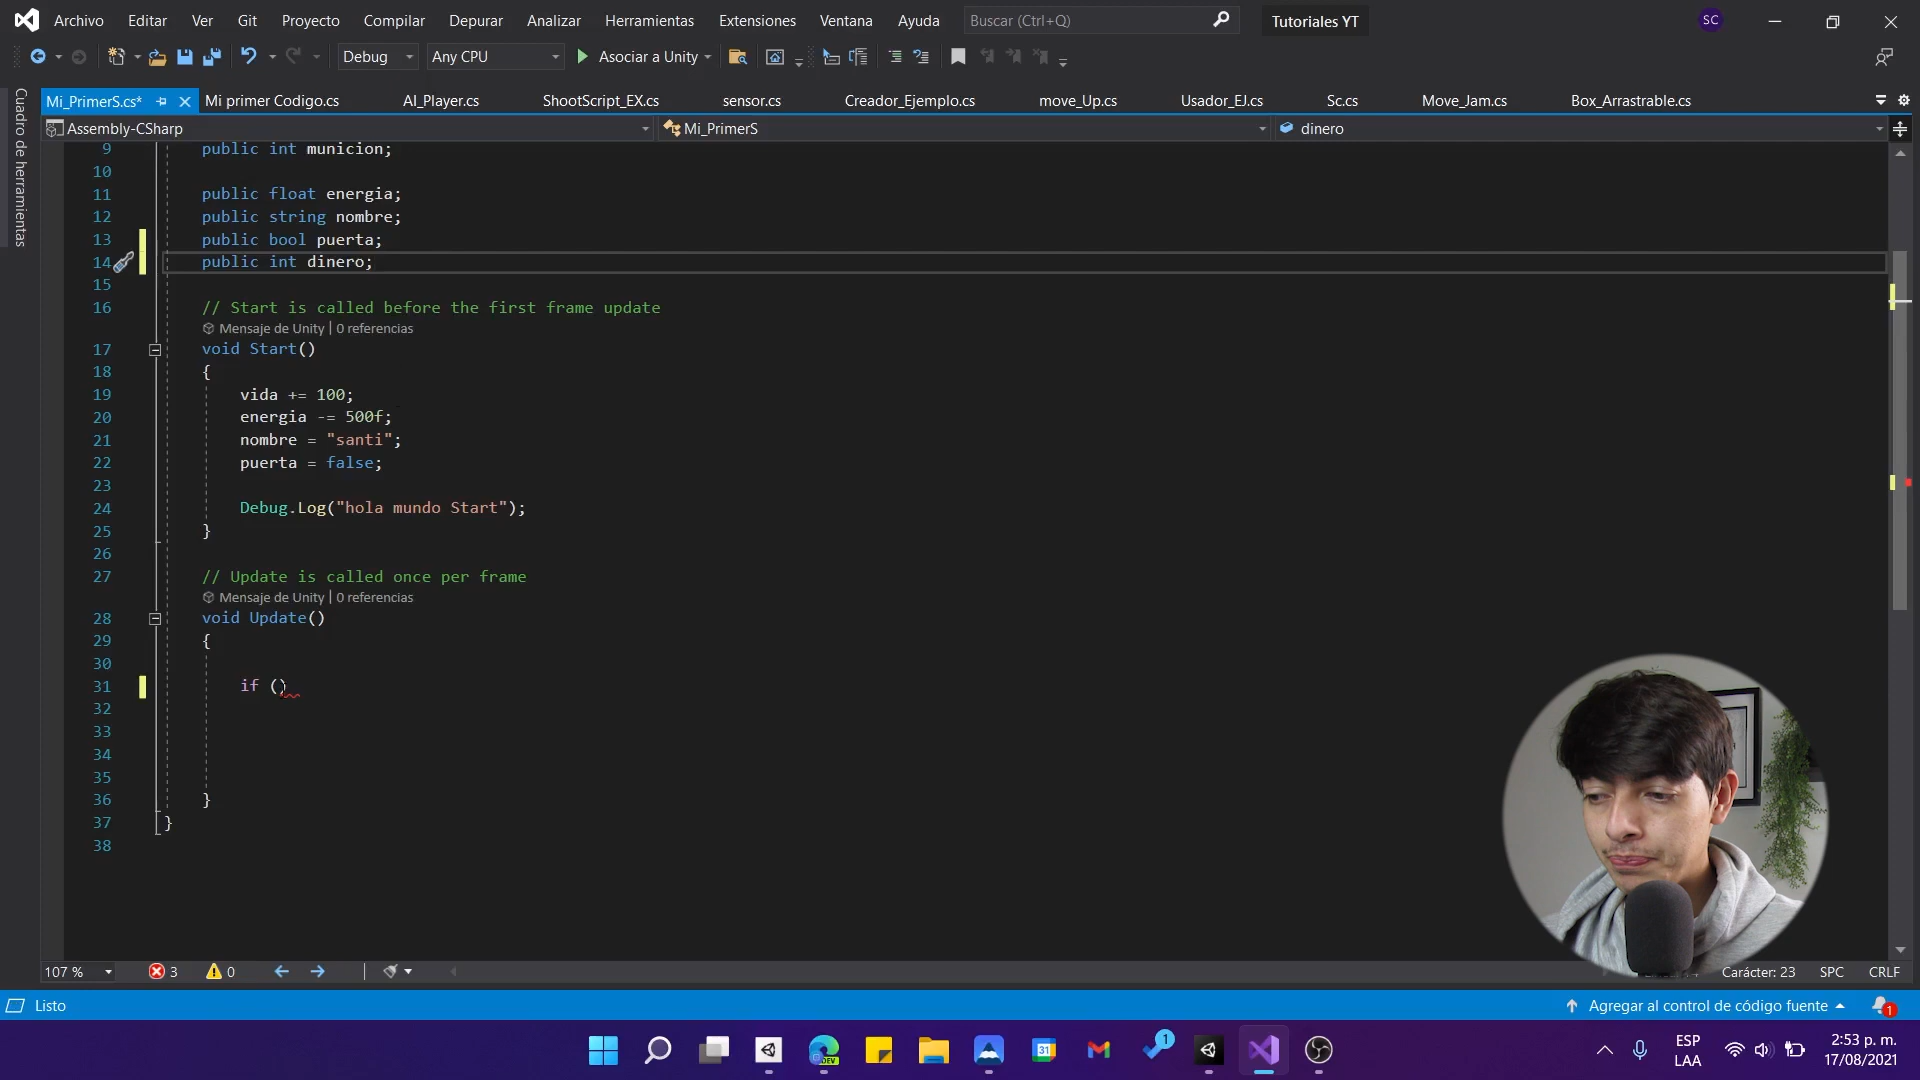 Archivo Editar Ver Git Proyecto Compilar Depurar Analizar Herramientas Extensiones Ventana Ayuda Buscar (Ctrl+Q) Tutoriales YT SC
Debug Any CPU Asociar a Unity
Cuadro de herramientas
Mi_PrimerS.cs* Mi primer Codigo.cs AI_Player.cs ShootScript_EX.cs sensor.cs Creador_Ejemplo.cs move_Up.cs Usador_EJ.cs Sc.cs Move_Jam.cs Box_Arrastrable.cs
Assembly-CSharp Mi_PrimerS dinero
9 public int municion;
10
11 public float energia;
12 public string nombre;
13 public bool puerta;
14 public int dinero;
15
16 // Start is called before the first frame update
Mensaje de Unity | 0 referencias
17 void Start()
18 {
19 vida += 100;
20 energia -= 500f;
21 nombre = "santi";
22 puerta = false;
23
24 Debug.Log("hola mundo Start");
25 }
26
27 // Update is called once per frame
Mensaje de Unity | 0 referencias
28 void Update()
29 {
30
31 if ()
32
33
34
35
36 }
37 }
38
107 % 3 0 Carácter: 23 SPC CRLF
Listo Agregar al control de código fuente 1
DEV 31 1 ESP
LAA
2:53 p. m.
17/08/2021